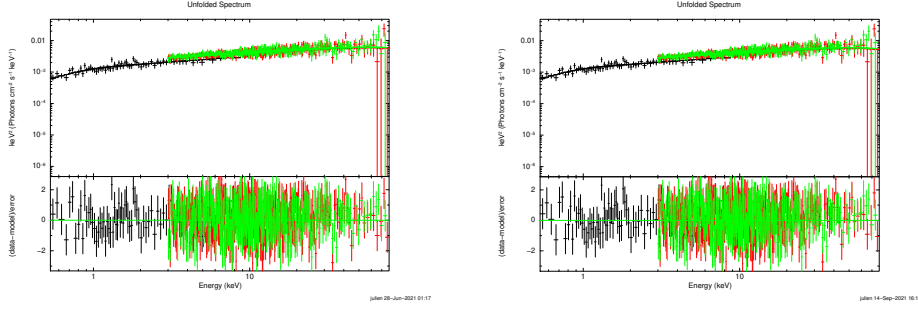 Unfolded Spectrum
keV² (Photons cm⁻² s⁻¹ keV⁻¹)
0.01
10⁻³
10⁻⁴
10⁻⁵
10⁻⁶
(data−model)/error
2
0
−2
1
10
Energy (keV)
julien 28−Jun−2021 01:17
Unfolded Spectrum
keV² (Photons cm⁻² s⁻¹ keV⁻¹)
0.01
10⁻³
10⁻⁴
10⁻⁵
10⁻⁶
(data−model)/error
2
0
−2
1
10
Energy (keV)
julien 14−Sep−2021 16:1